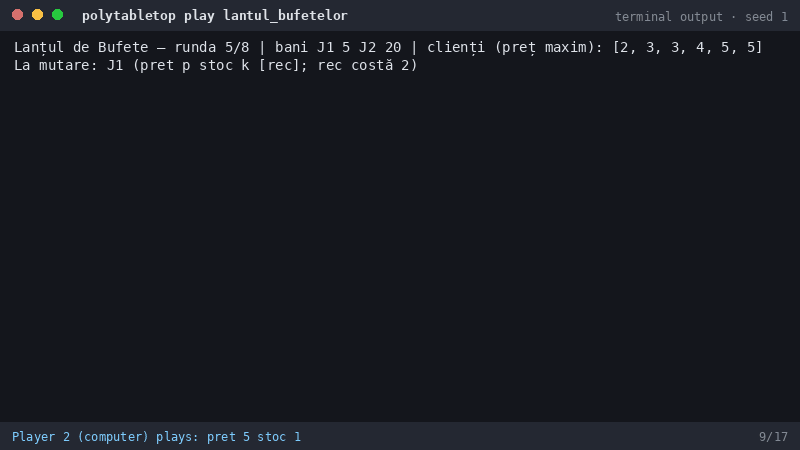 polytabletop play lantul_bufetelor
terminal output · seed 1
Lanțul de Bufete — runda 5/8 | bani J1 5 J2 20 | clienți (preț maxim): [2, 3, 3, 4, 5, 5]
La mutare: J1 (pret p stoc k [rec]; rec costă 2)
Player 2 (computer) plays: pret 5 stoc 1
9/17